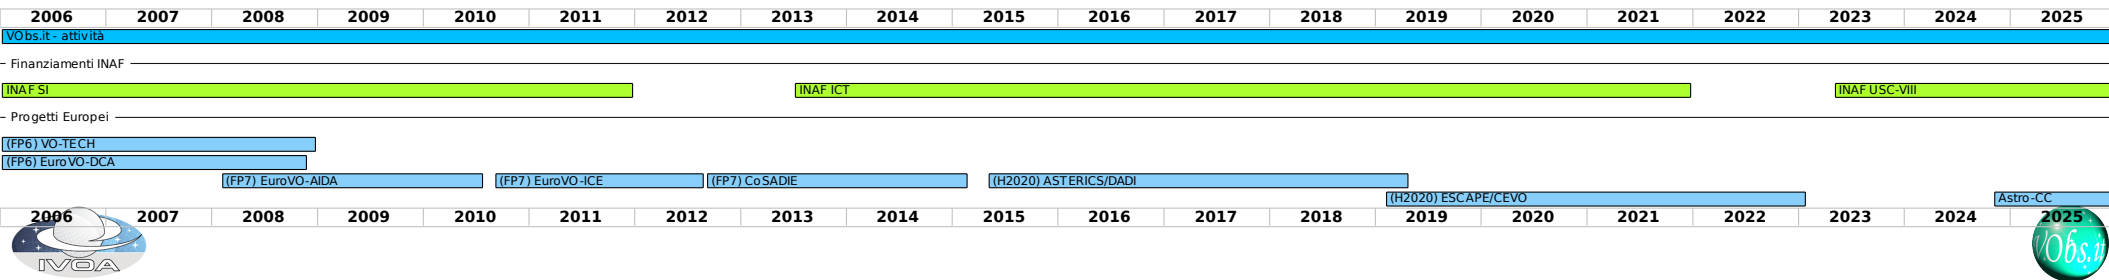 2006 2007 2008 2009 2010 2011 2012 2013 2014 2015 2016 2017 2018 2019 2020 2021 2022 2023 2024 2025
VObs.it - attività
Finanziamenti INAF
INAF SI INAF ICT INAF USC-VIII
Progetti Europei
(FP6) VO-TECH
(FP6) EuroVO-DCA
(FP7) EuroVO-AIDA (FP7) EuroVO-ICE (FP7) CoSADIE (H2020) ASTERICS/DADI
(H2020) ESCAPE/CEVO Astro-CC
2006 2007 2008 2009 2010 2011 2012 2013 2014 2015 2016 2017 2018 2019 2020 2021 2022 2023 2024 2025
IVOA VObs.it